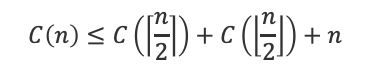 C(n) ≤ C(⌈n/2⌉) + C(⌊n/2⌋) + n